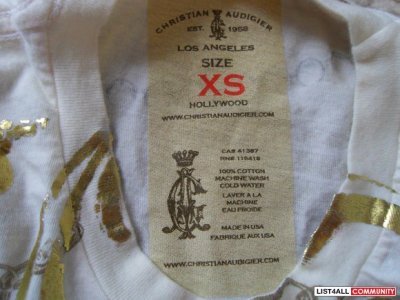 CHRISTIAN AUDIGIER
EST. 1958
LOS ANGELES
SIZE
XS
HOLLYWOOD
WWW.CHRISTIANAUDIGIER.COM
CA# 41387
RN# 116418
100% COTTON
MACHINE WASH
COLD WATER
LAVER A LA
MACHINE
EAU FROIDE
MADE IN USA
FABRIQUE AUX USA
WWW.CHRISTIANAUDIGIER.COM
LIST4ALL COMMUNITY